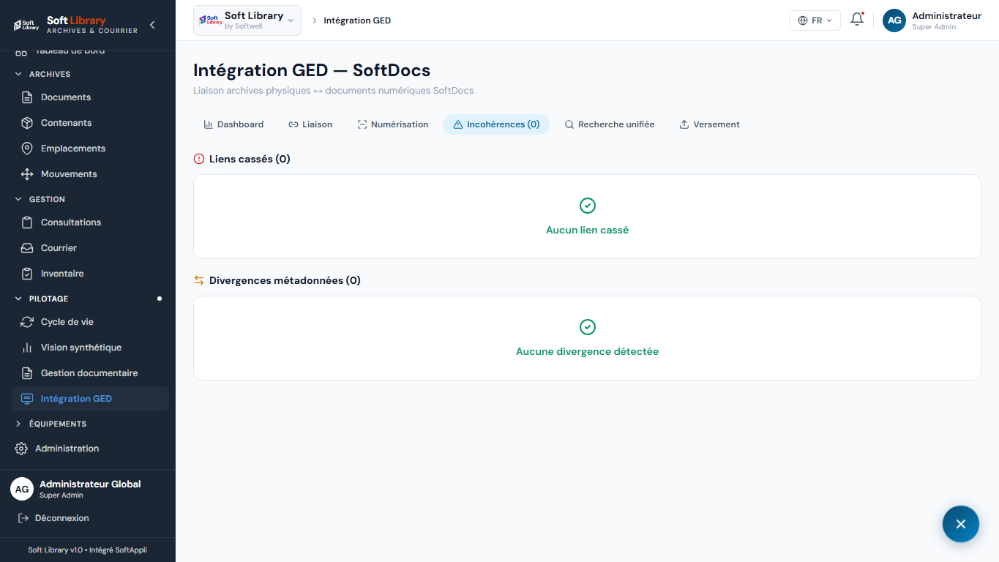 Soft Library
Soft Library
ARCHIVES & COURRIER
Tableau de bord
ARCHIVES
Documents
Contenants
Emplacements
Mouvements
GESTION
Consultations
Courrier
Inventaire
PILOTAGE
Cycle de vie
Vision synthétique
Gestion documentaire
Intégration GED
ÉQUIPEMENTS
Administration
AG
Administrateur Global
Super Admin
Déconnexion
Soft Library v1.0 • Intégré SoftAppli
Soft Library
Soft Library
by Softwell
Intégration GED
FR
AG
Administrateur
Super Admin
Intégration GED — SoftDocs
Liaison archives physiques ↔ documents numériques SoftDocs
Dashboard
Liaison
Numérisation
Incohérences (0)
Recherche unifiée
Versement
Liens cassés (0)
Aucun lien cassé
Divergences métadonnées (0)
Aucune divergence détectée